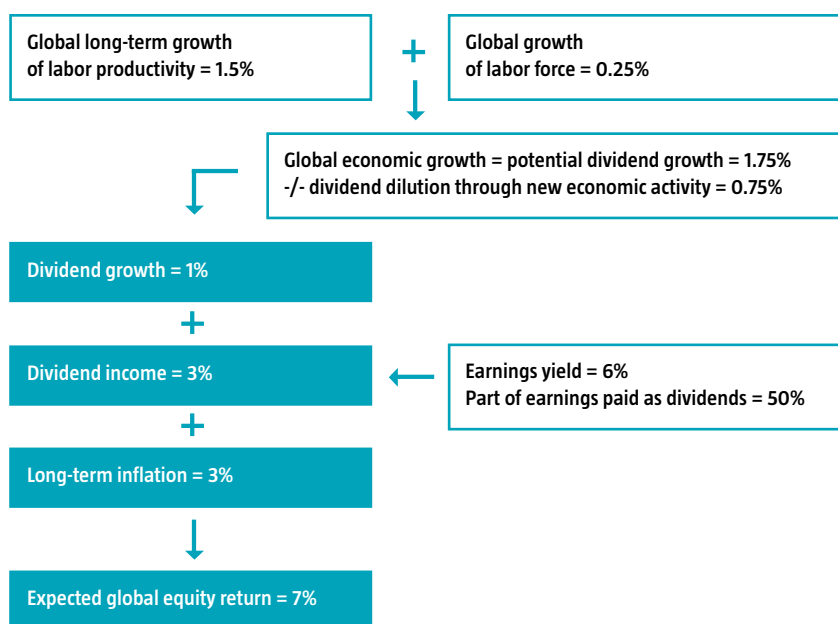 Global long-term growth
of labor productivity = 1.5%
+
Global growth
of labor force = 0.25%
Global economic growth = potential dividend growth = 1.75%
-/- dividend dilution through new economic activity = 0.75%
Dividend growth = 1%
+
Dividend income = 3%
Earnings yield = 6%
Part of earnings paid as dividends = 50%
+
Long-term inflation = 3%
Expected global equity return = 7%